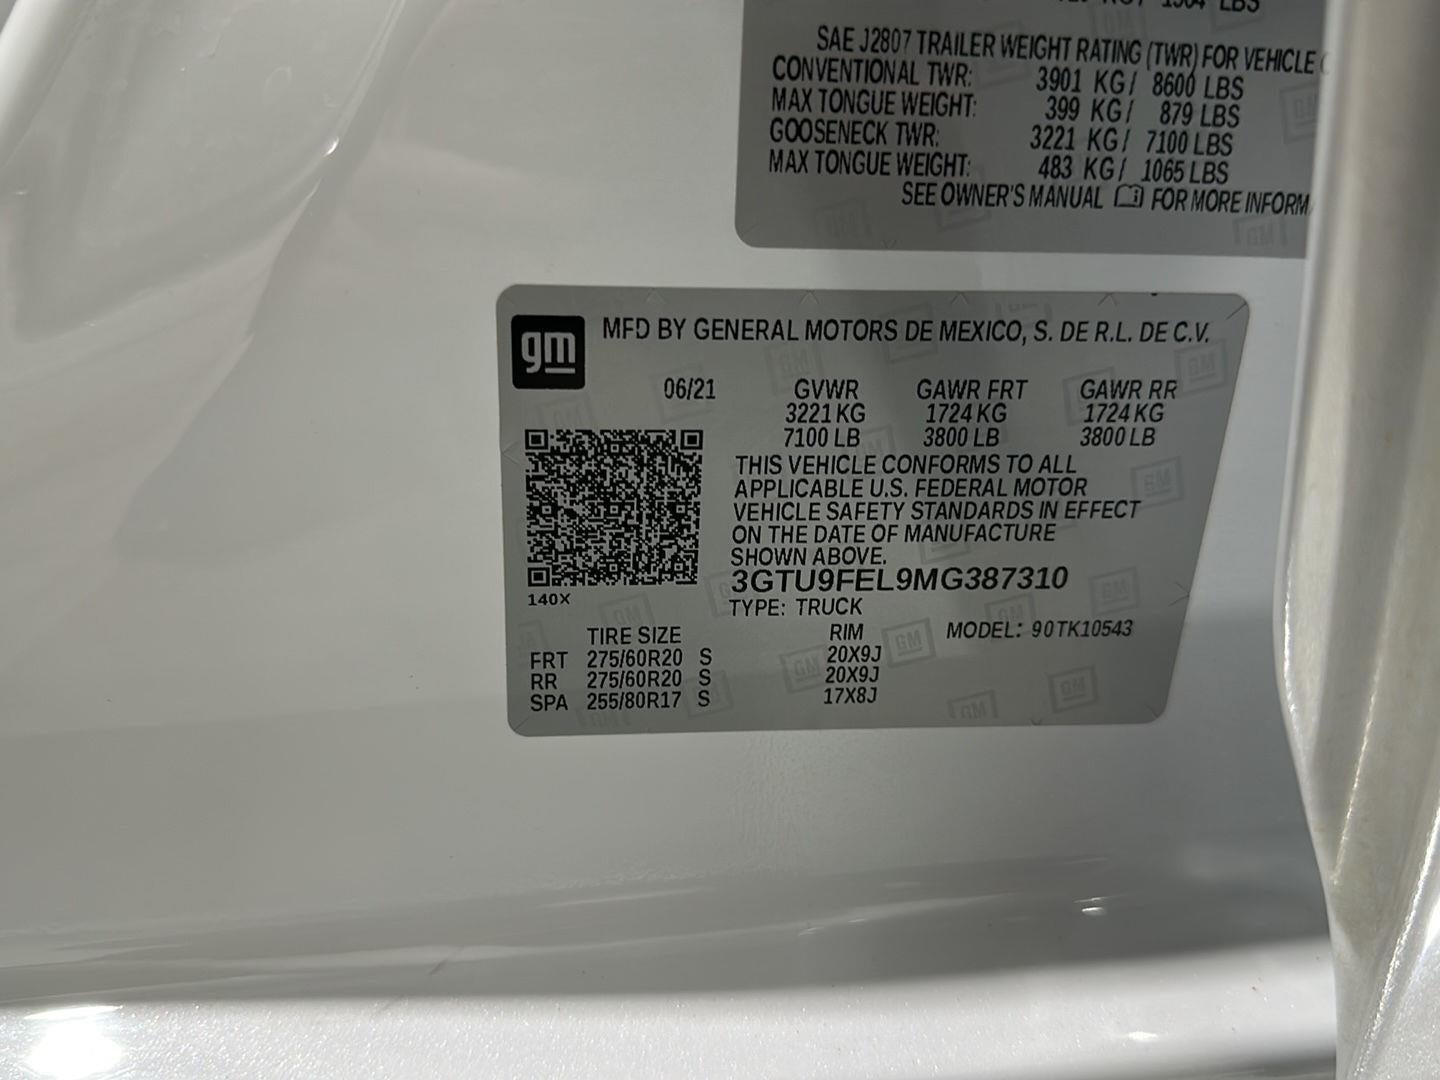 KG / 1504 LBS
SAE J2807 TRAILER WEIGHT RATING (TWR) FOR VEHICLE
CONVENTIONAL TWR: 3901 KG / 8600 LBS
MAX TONGUE WEIGHT: 399 KG / 879 LBS
GOOSENECK TWR: 3221 KG / 7100 LBS
MAX TONGUE WEIGHT: 483 KG / 1065 LBS
SEE OWNER'S MANUAL FOR MORE INFORM
gm
MFD BY GENERAL MOTORS DE MEXICO, S. DE R.L. DE C.V.
06/21 GVWR GAWR FRT GAWR RR
3221 KG 1724 KG 1724 KG
7100 LB 3800 LB 3800 LB
THIS VEHICLE CONFORMS TO ALL
APPLICABLE U.S. FEDERAL MOTOR
VEHICLE SAFETY STANDARDS IN EFFECT
ON THE DATE OF MANUFACTURE
SHOWN ABOVE.
3GTU9FEL9MG387310
140X
TYPE: TRUCK
TIRE SIZE RIM MODEL: 90TK10543
FRT 275/60R20 S 20X9J
RR 275/60R20 S 20X9J
SPA 255/80R17 S 17X8J